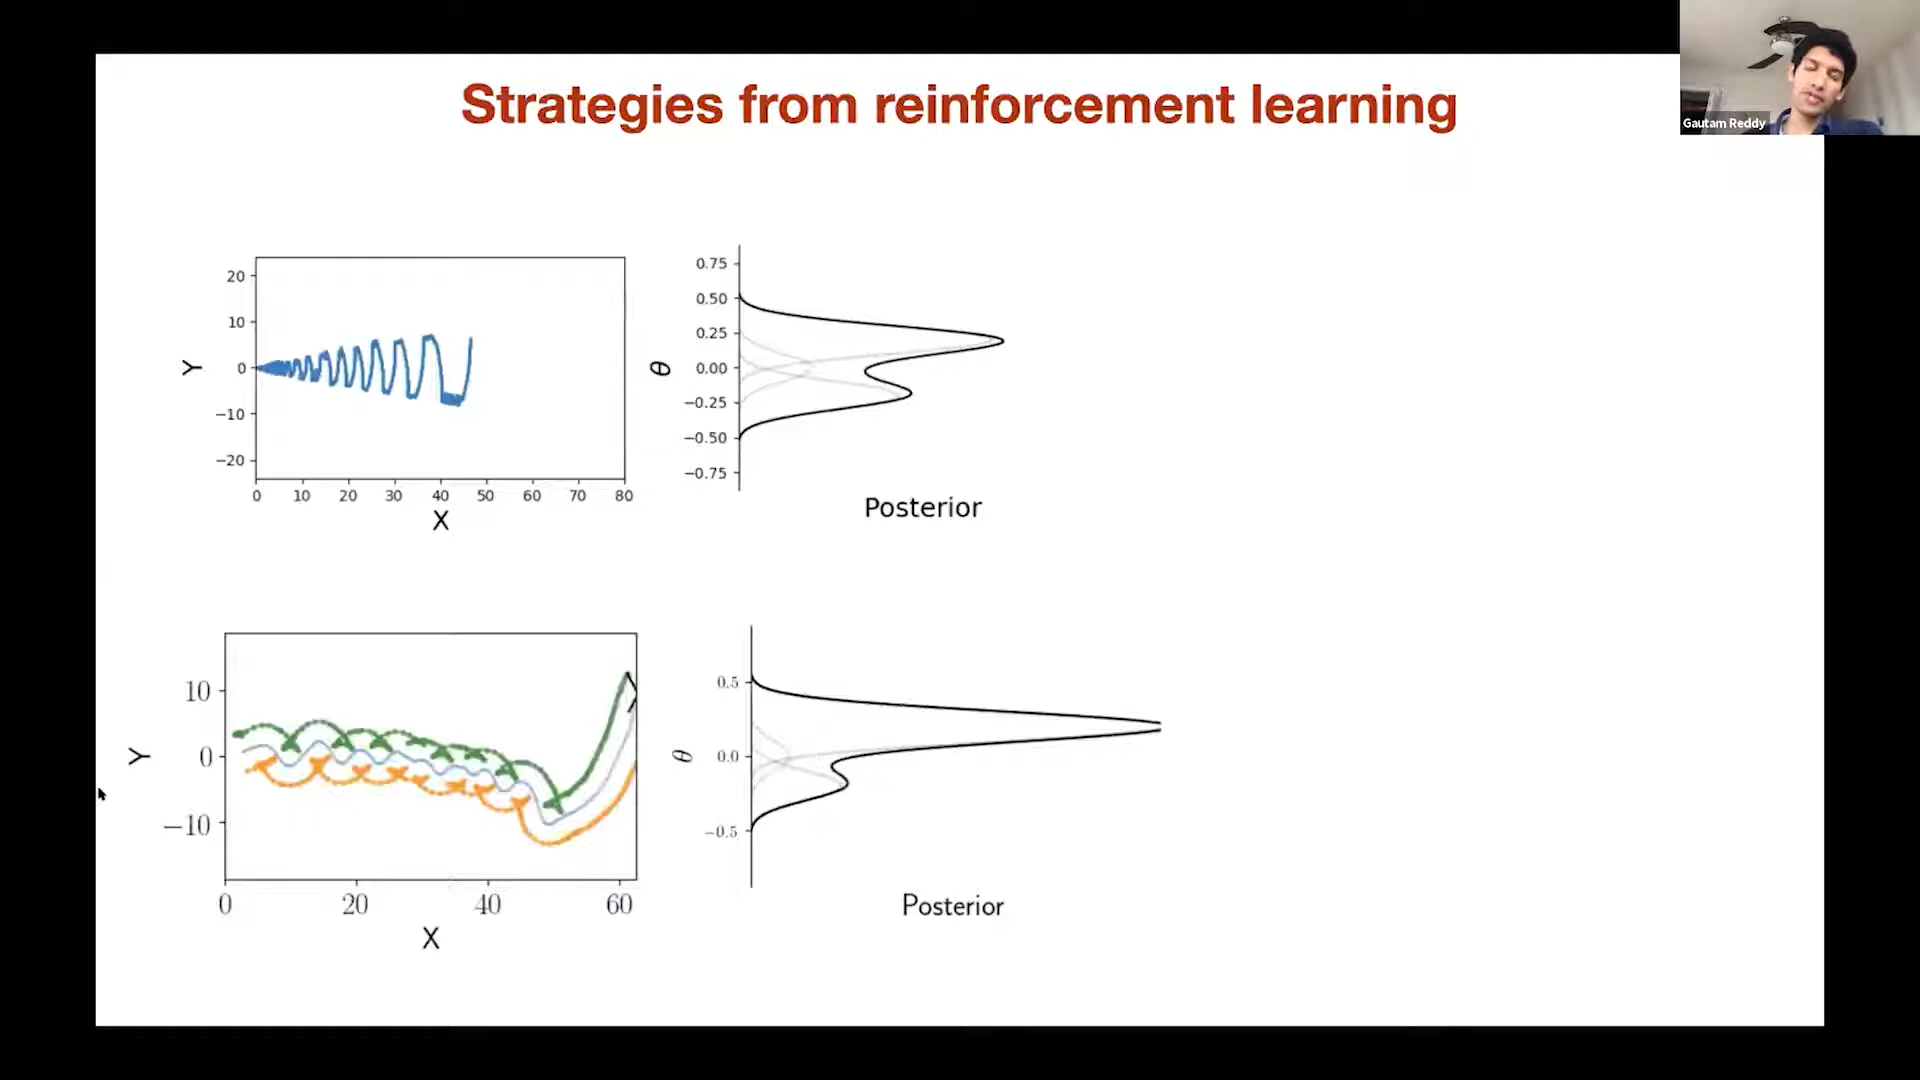 Strategies from reinforcement learning
Gautam Reddy
20
10
0
−10
−20
Y
0 10 20 30 40 50 60 70 80
X
0.75
0.50
0.25
0.00
−0.25
−0.50
−0.75
θ
Posterior
10
0
−10
Y
0 20 40 60
X
0.5
0.0
−0.5
θ
Posterior